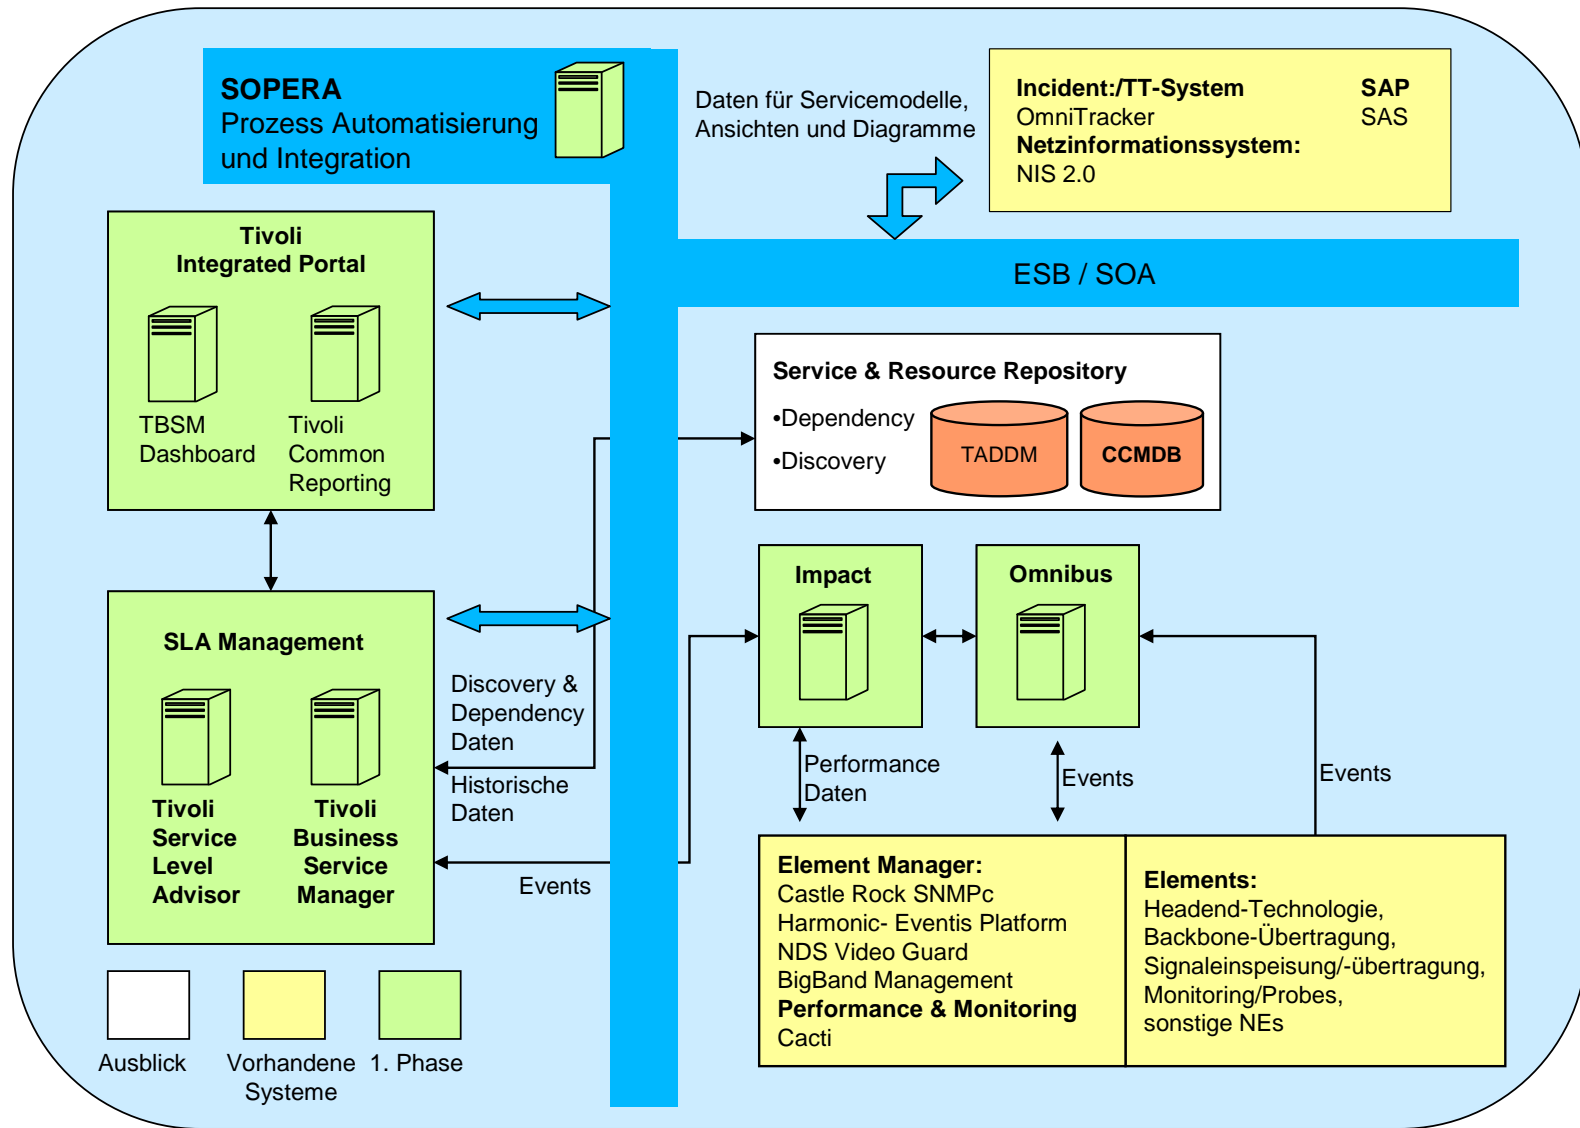 SOPERA
Prozess Automatisierung
und Integration
Daten für Servicemodelle,
Ansichten und Diagramme
Incident:/TT-System SAP
OmniTracker SAS
Netzinformationssystem:
NIS 2.0
ESB / SOA
Tivoli
Integrated Portal
TBSM
Dashboard
Tivoli
Common
Reporting
Service & Resource Repository
•Dependency
•Discovery
TADDM
CCMDB
SLA Management
Tivoli
Service
Level
Advisor
Tivoli
Business
Service
Manager
Discovery &
Dependency
Daten
Historische
Daten
Events
Impact
Omnibus
Performance
Daten
Events
Events
Element Manager:
Castle Rock SNMPc
Harmonic- Eventis Platform
NDS Video Guard
BigBand Management
Performance & Monitoring
Cacti
Elements:
Headend-Technologie,
Backbone-Übertragung,
Signaleinspeisung/-übertragung,
Monitoring/Probes,
sonstige NEs
Ausblick
Vorhandene
Systeme
1. Phase